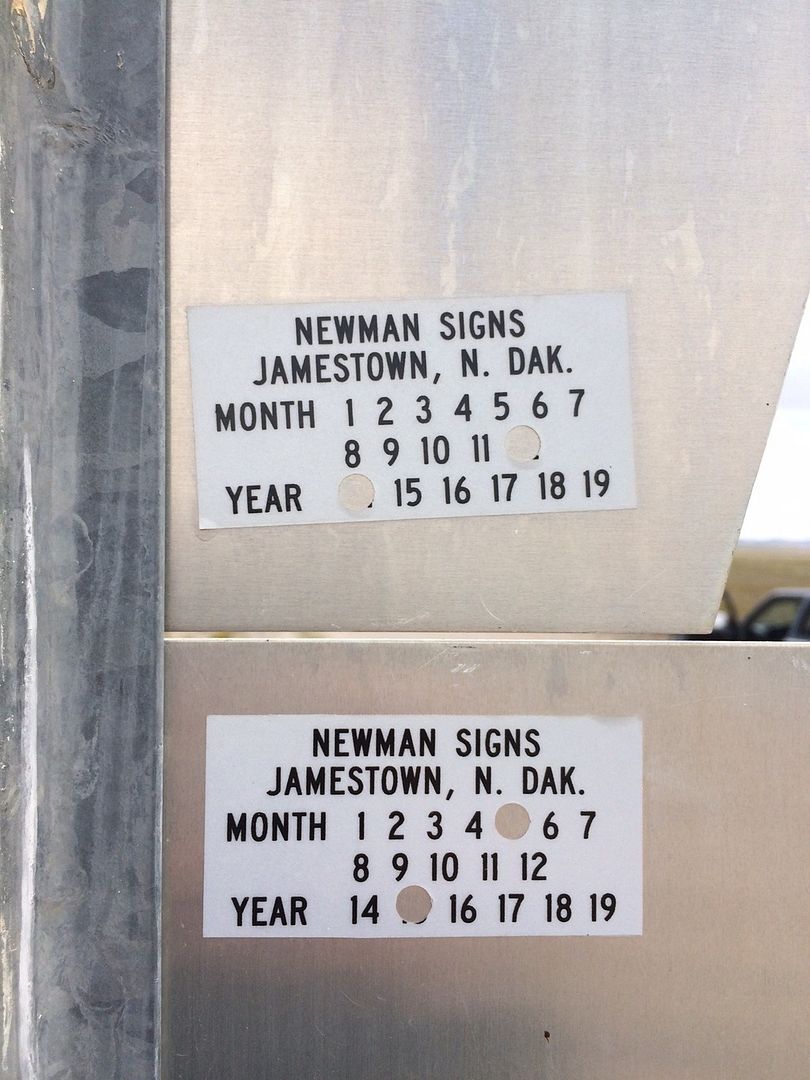 NEWMAN SIGNS
JAMESTOWN, N. DAK.
MONTH 1 2 3 4 5 6 7
8 9 10 11
YEAR 15 16 17 18 19
NEWMAN SIGNS
JAMESTOWN, N. DAK.
MONTH 1 2 3 4 6 7
8 9 10 11 12
YEAR 14 16 17 18 19